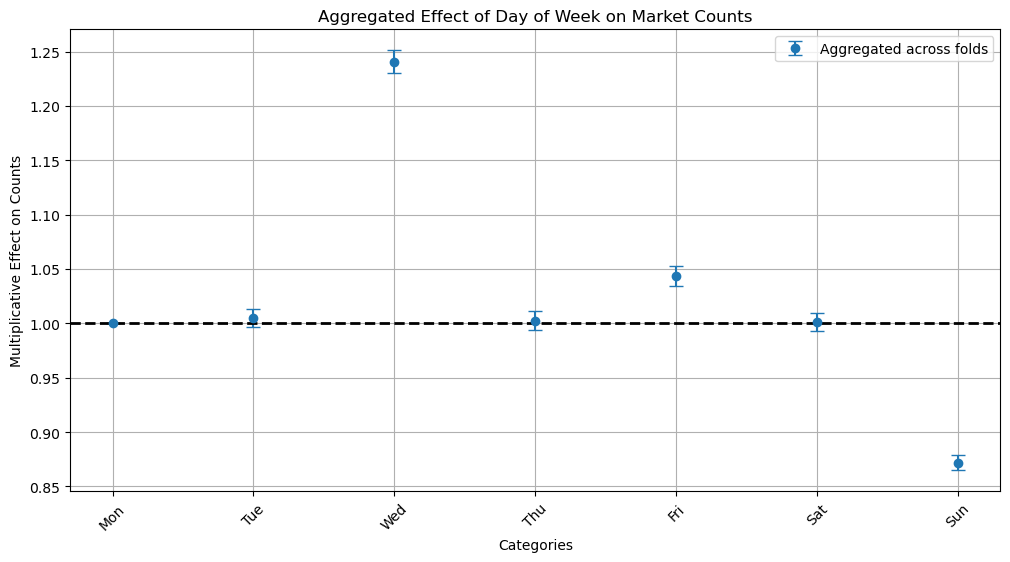 Aggregated Effect of Day of Week on Market Counts
Aggregated across folds
Multiplicative Effect on Counts
1.25
1.20
1.15
1.10
1.05
1.00
0.95
0.90
0.85
Mon
Tue
Wed
Thu
Fri
Sat
Sun
Categories